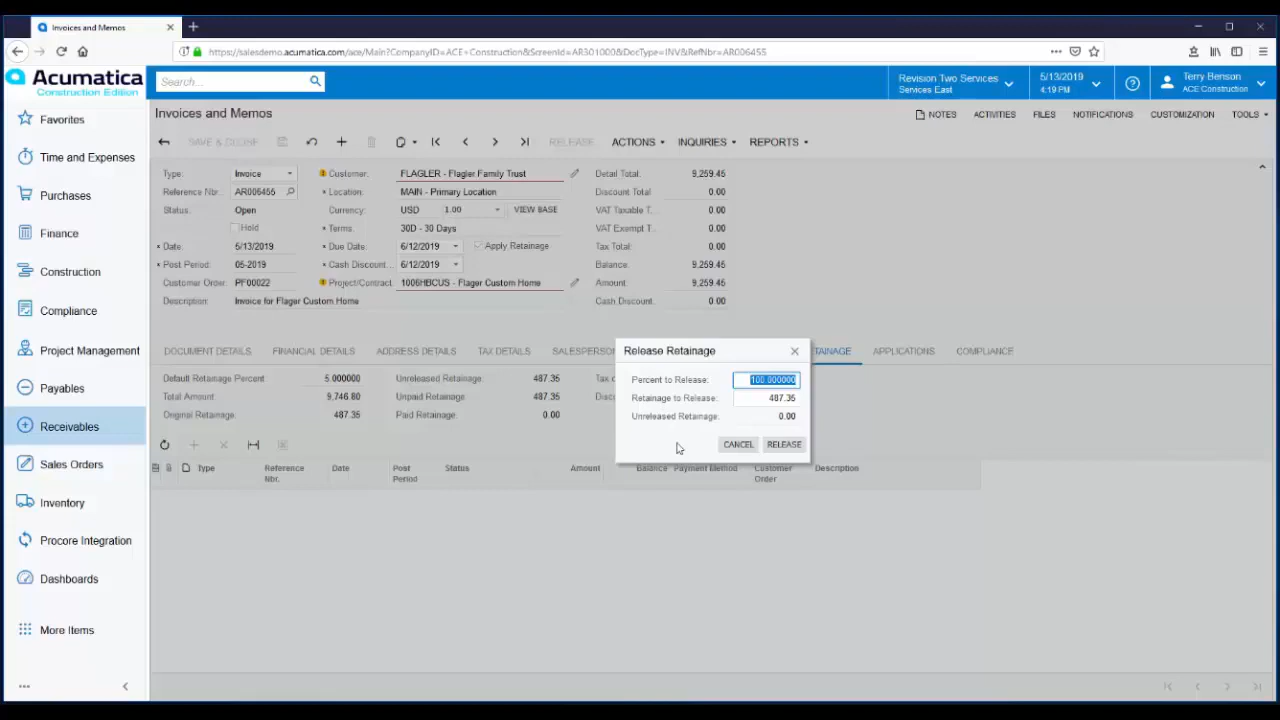 Invoices and Memos
https://salesdemo.acumatica.com/ace/Main?CompanyID=ACE+Construction&ScreenId=AR301000&DocType=INV&RefNbr=AR006455
Acumatica
Construction Edition
Search...
Revision Two Services
Services East
5/13/2019
4:19 PM
Terry Benson
ACE Construction
Favorites
Time and Expenses
Purchases
Finance
Construction
Compliance
Project Management
Payables
Receivables
Sales Orders
Inventory
Procore Integration
Dashboards
More Items
Invoices and Memos
NOTES ACTIVITIES FILES NOTIFICATIONS CUSTOMIZATION TOOLS
SAVE & CLOSE RELEASE ACTIONS INQUIRIES REPORTS
Type: Invoice Customer: FLAGLER - Flagler Family Trust Detail Total: 9,259.45
Reference Nbr.: AR006455 Location: MAIN - Primary Location Discount Total 0.00
Status: Open Currency: USD 1.00 VIEW BASE VAT Taxable T... 0.00
Hold Terms: 30D - 30 Days VAT Exempt T... 0.00
Date: 5/13/2019 Due Date: 6/12/2019 Apply Retainage Tax Total: 0.00
Post Period: 05-2019 Cash Discount... 6/12/2019 Balance: 9,259.45
Customer Order: PF00022 Project/Contract: 1006HBCUS - Flager Custom Home Amount: 9,259.45
Description: Invoice for Flager Custom Home Cash Discount: 0.00
DOCUMENT DETAILS FINANCIAL DETAILS ADDRESS DETAILS TAX DETAILS SALESPERSON TAINAGE APPLICATIONS COMPLIANCE
Default Retainage Percent 5.000000 Unreleased Retainage: 487.35 Tax o
Total Amount: 9,746.80 Unpaid Retainage 487.35 Disc
Original Retainage: 487.35 Paid Retainage: 0.00
Release Retainage
Percent to Release: 100.000000
Retainage to Release: 487.35
Unreleased Retainage: 0.00
CANCEL RELEASE
Type Reference Nbr. Date Post Period Status Amount Balance Payment Method Customer Order Description